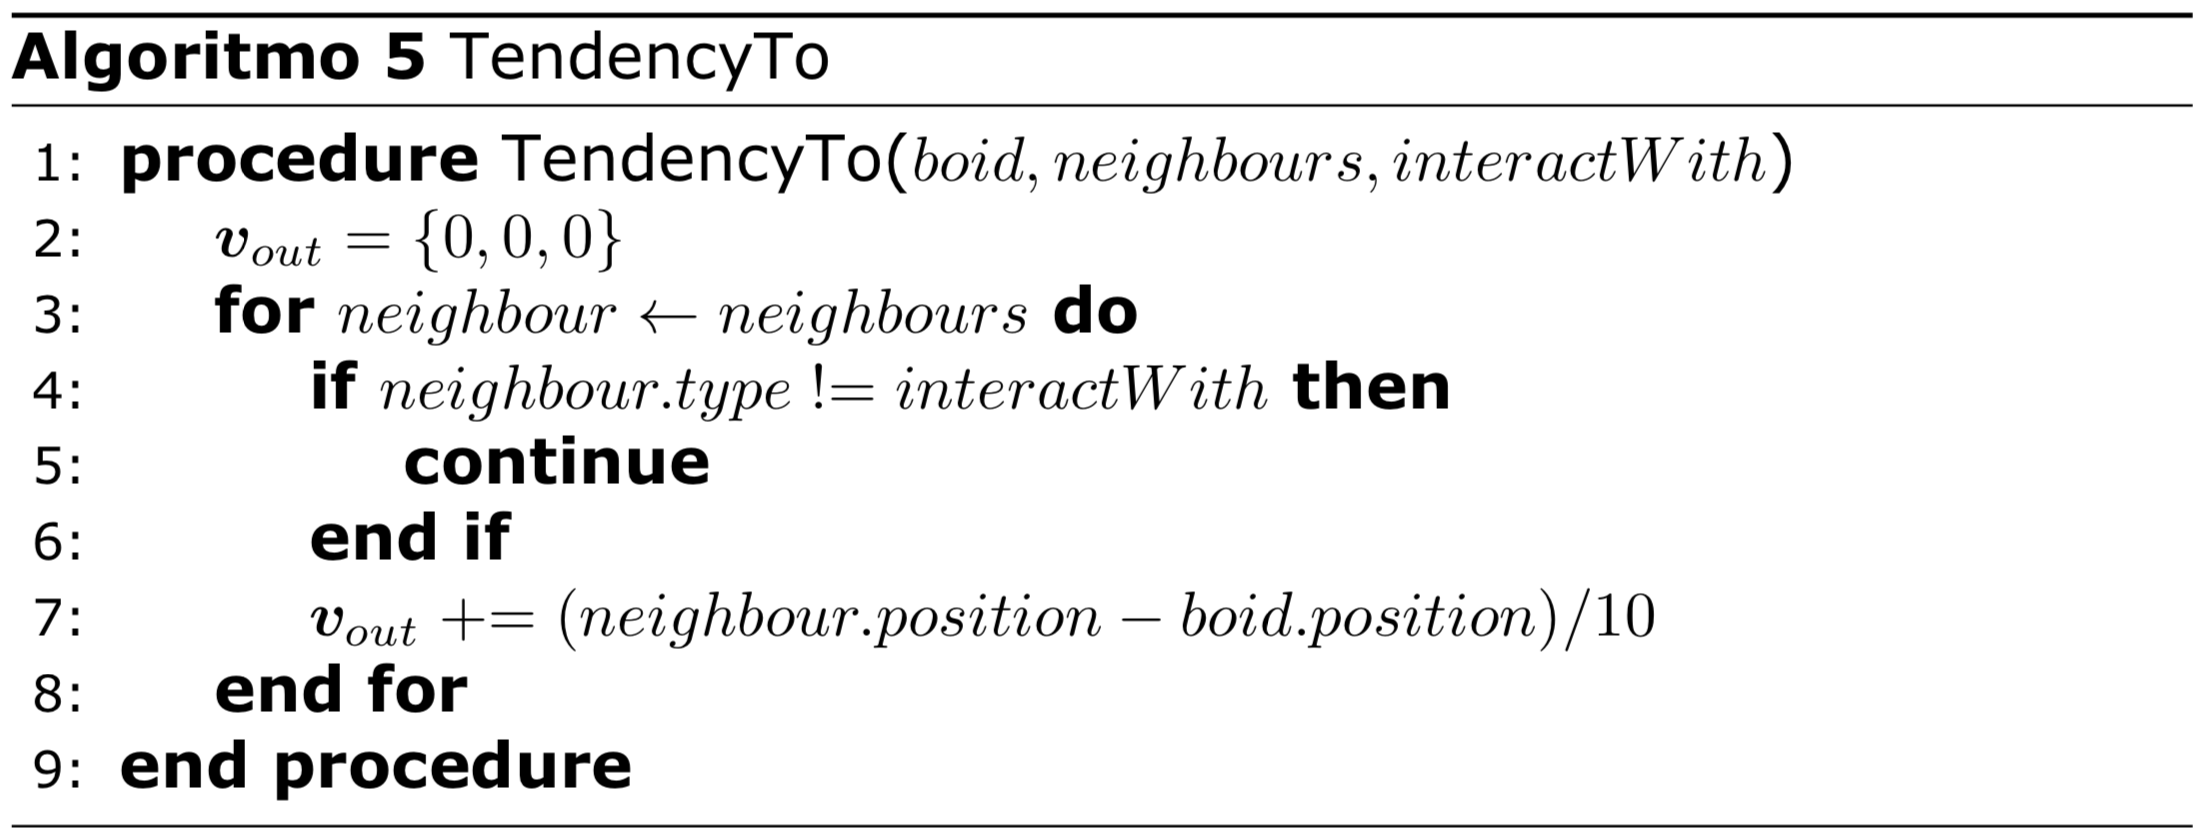 Algoritmo 5 TendencyTo
1: procedure TendencyTo(boid, neighbours, interactWith)
2: v_out = {0, 0, 0}
3: for neighbour ← neighbours do
4: if neighbour.type != interactWith then
5: continue
6: end if
7: v_out += (neighbour.position − boid.position)/10
8: end for
9: end procedure